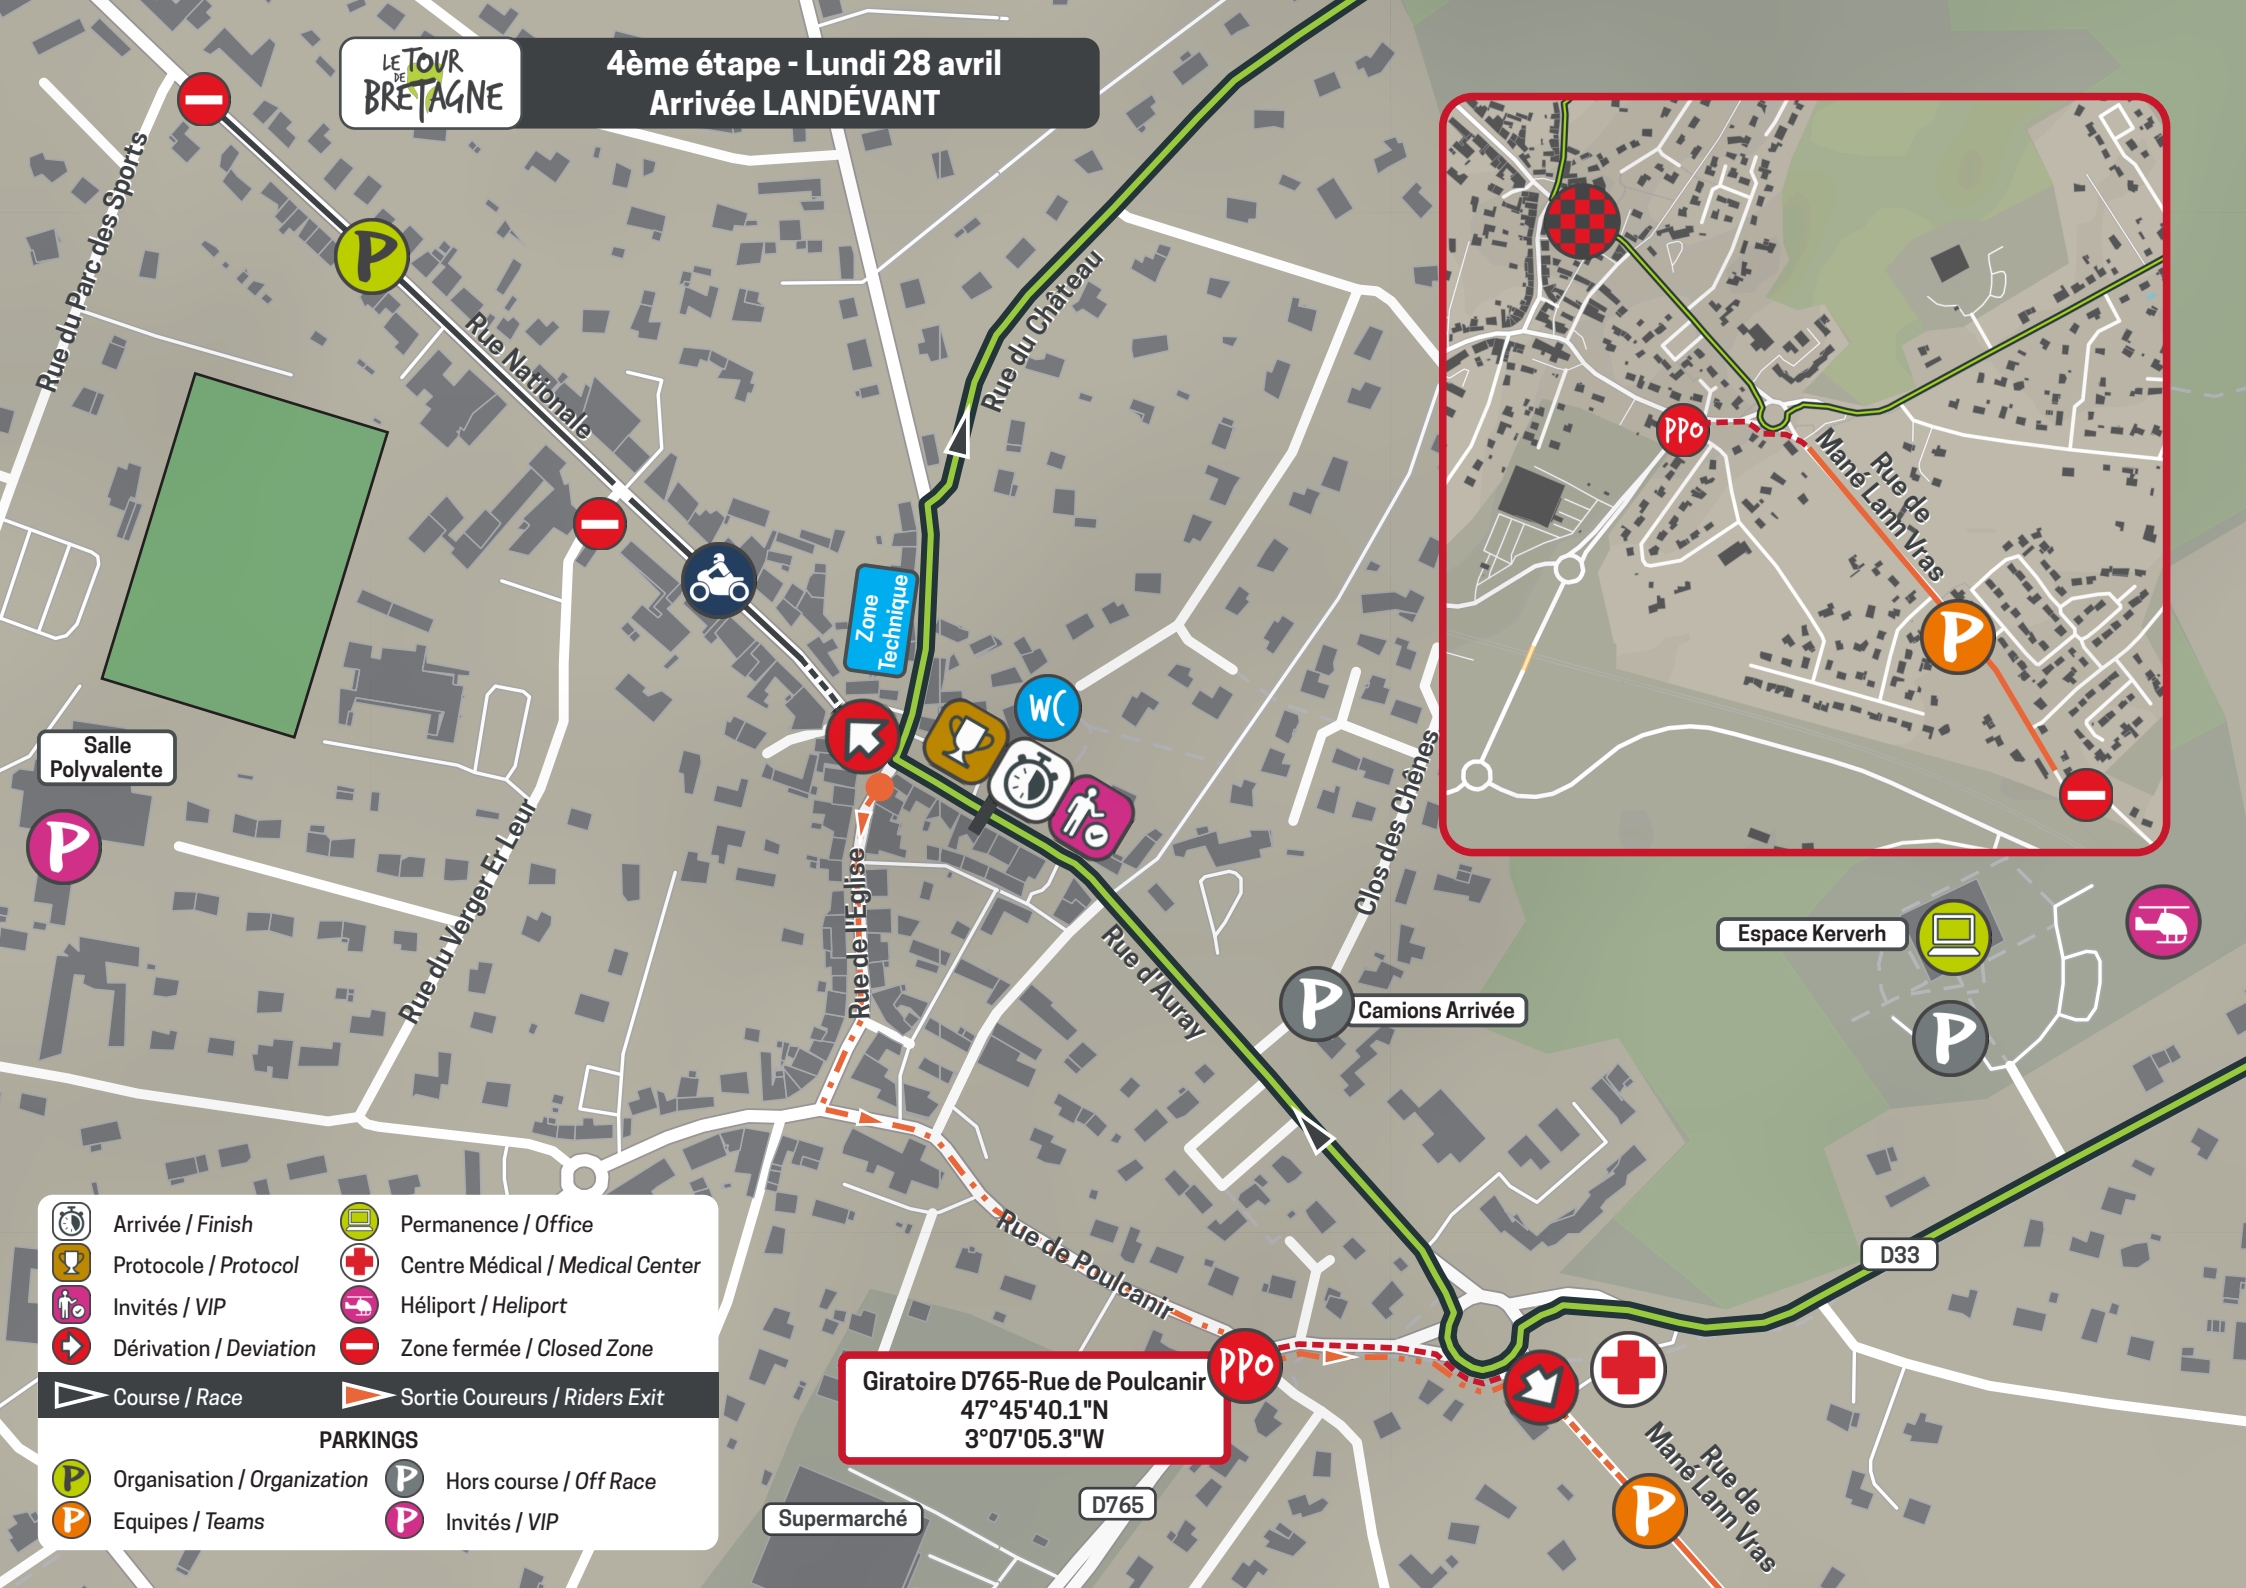 LE TOUR
DE
BRETAGNE
4ème étape - Lundi 28 avril
Arrivée LANDÉVANT
Rue du Parc des Sports
P
Rue Nationale
Rue du Château
Zone
Technique
WC
Salle
Polyvalente
P
Rue du Verger Er Leur
Rue de l'Eglise
Rue d'Auray
Clos des Chênes
P
Camions Arrivée
PPO
Rue de
Mané Lann Vras
P
Espace Kerverh
P
D33
Rue de Poulcanir
PPO
Giratoire D765-Rue de Poulcanir
47°45'40.1"N
3°07'05.3"W
Rue de
Mané Lann Vras
P
D765
Supermarché
Arrivée / Finish
Protocole / Protocol
Invités / VIP
Dérivation / Deviation
Permanence / Office
Centre Médical / Medical Center
Héliport / Heliport
Zone fermée / Closed Zone
Course / Race
Sortie Coureurs / Riders Exit
PARKINGS
P Organisation / Organization
P Equipes / Teams
P Hors course / Off Race
P Invités / VIP